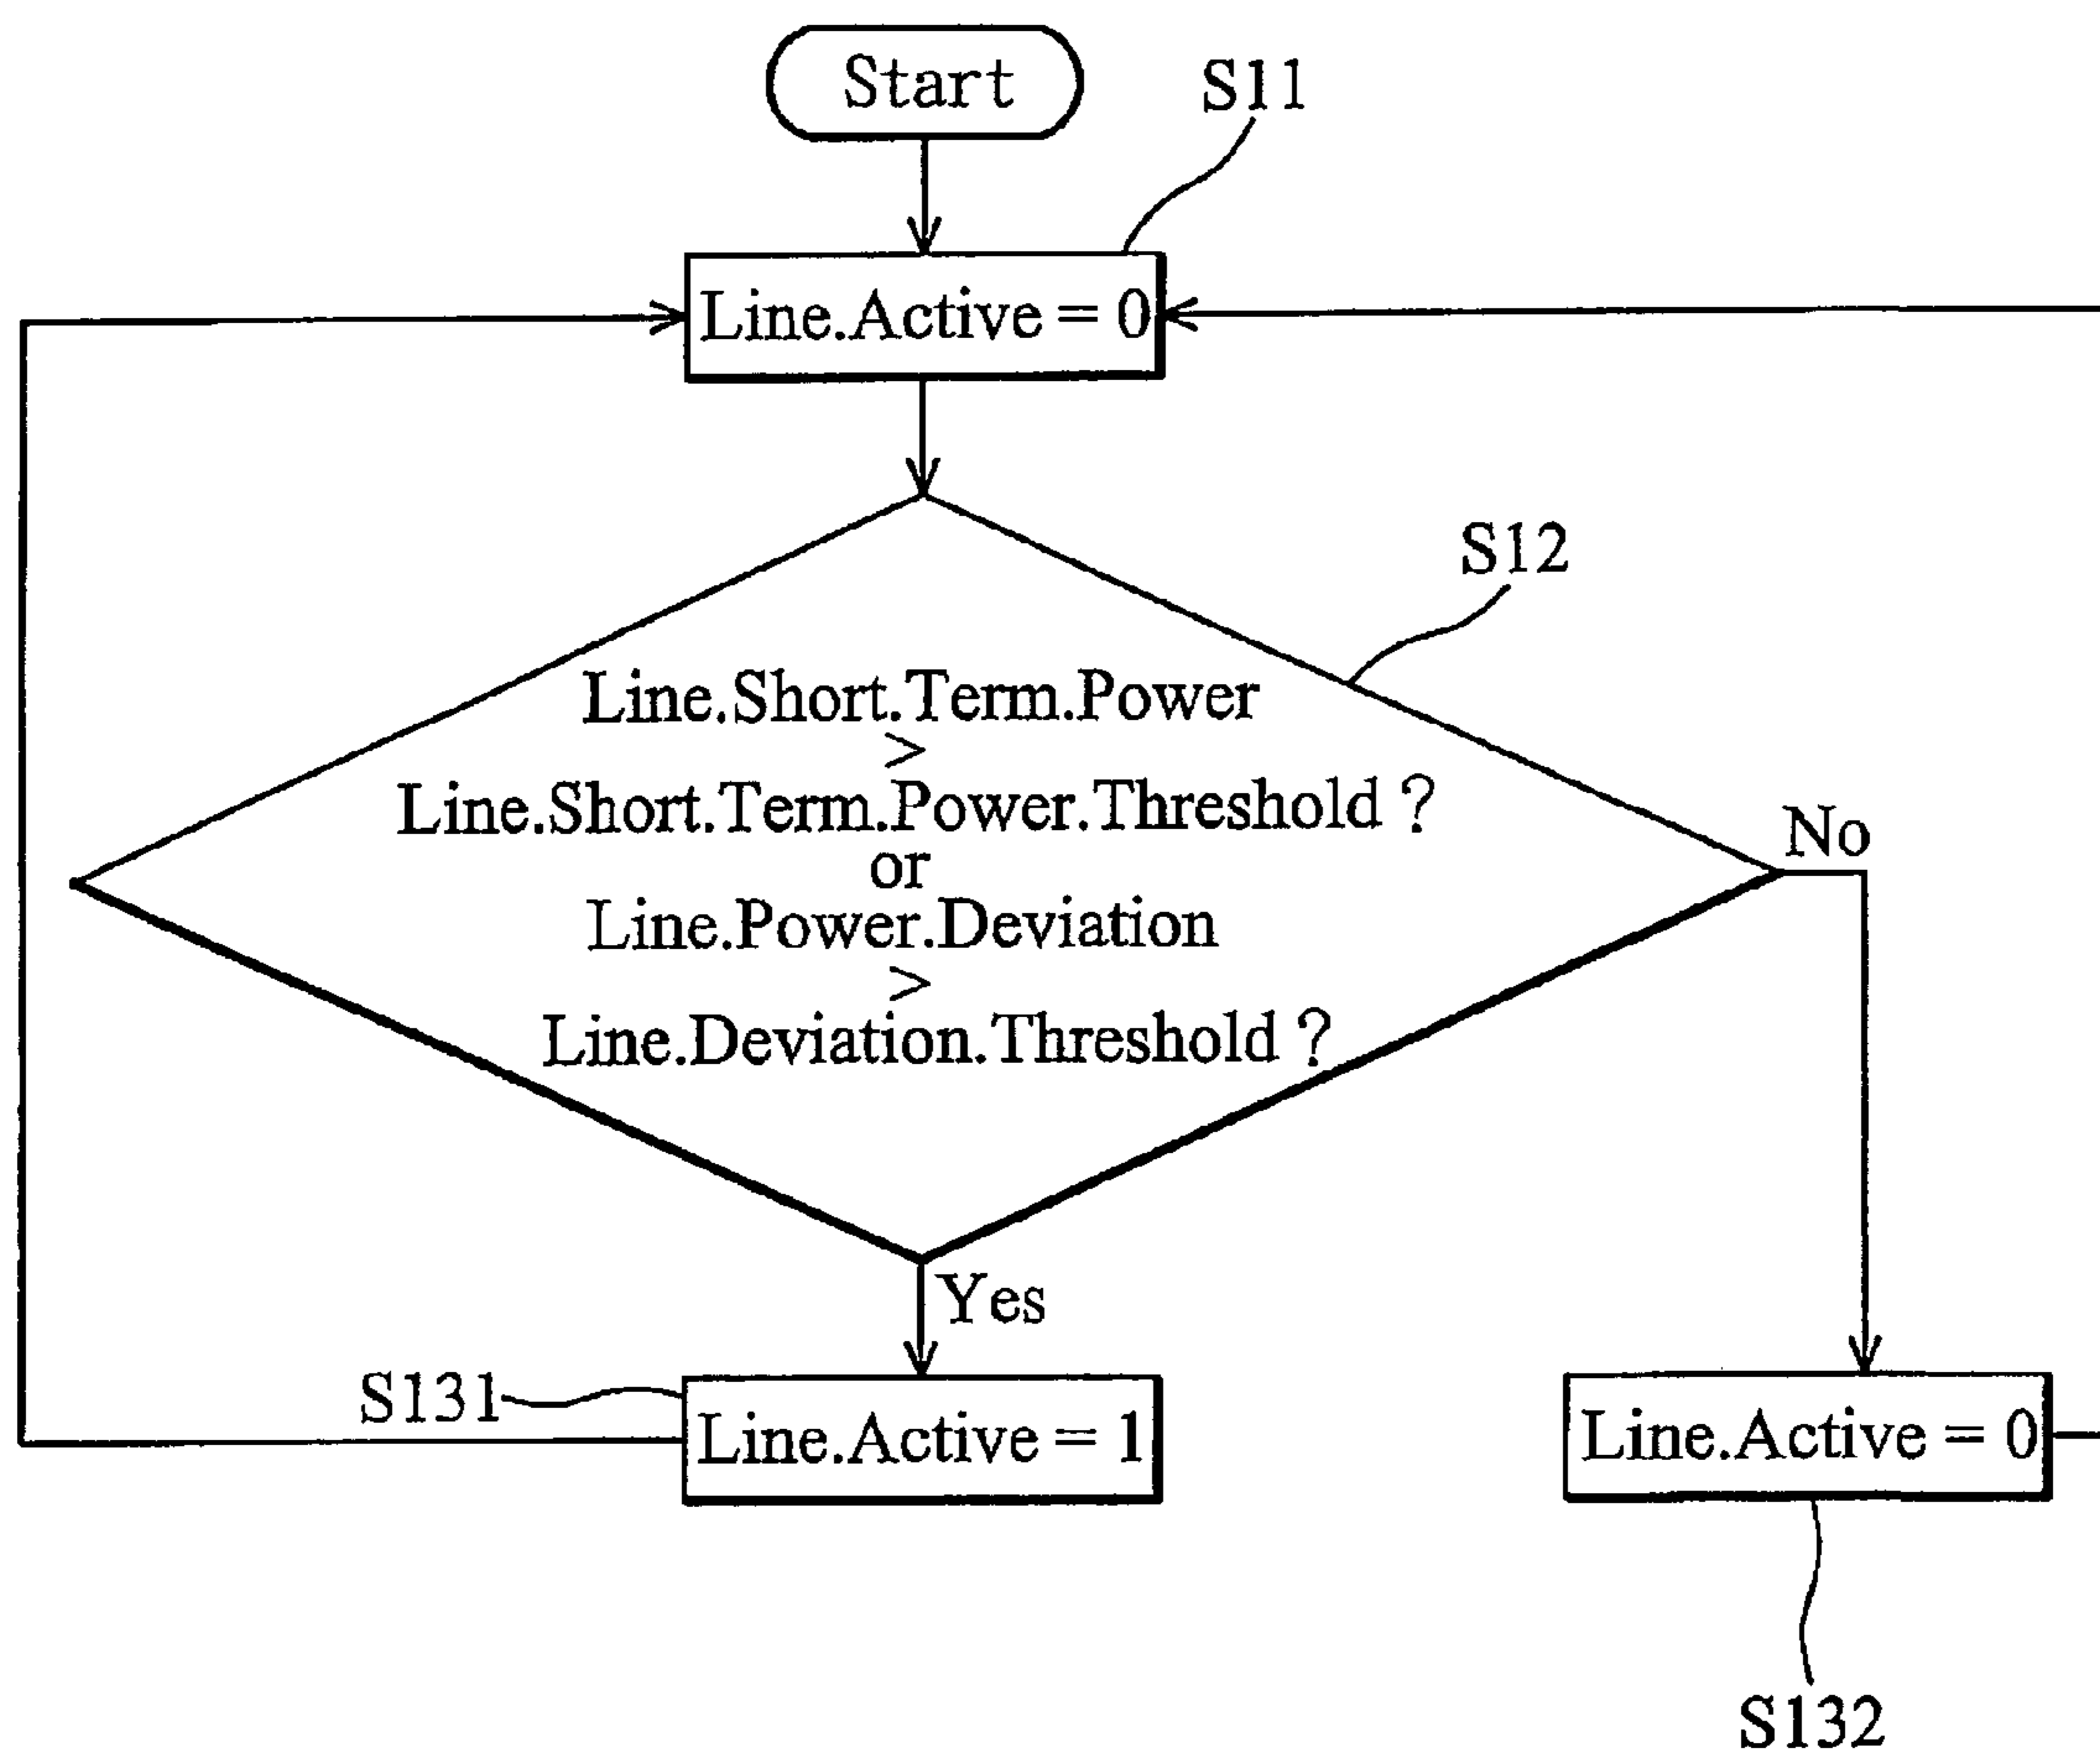 Start
S11
Line.Active = 0
S12
Line.Short.Term.Power
>
Line.Short.Term.Power.Threshold ?
or
Line.Power.Deviation
>
Line.Deviation.Threshold ?
No
Yes
S131
Line.Active = 1
Line.Active = 0
S132